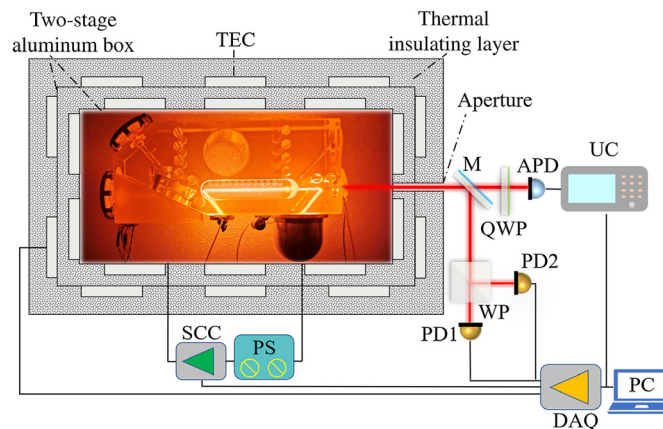 Two-stage
aluminum box
TEC
Thermal
insulating layer
Aperture
M
APD
UC
QWP
PD2
WP
PD1
SCC
PS
DAQ
PC